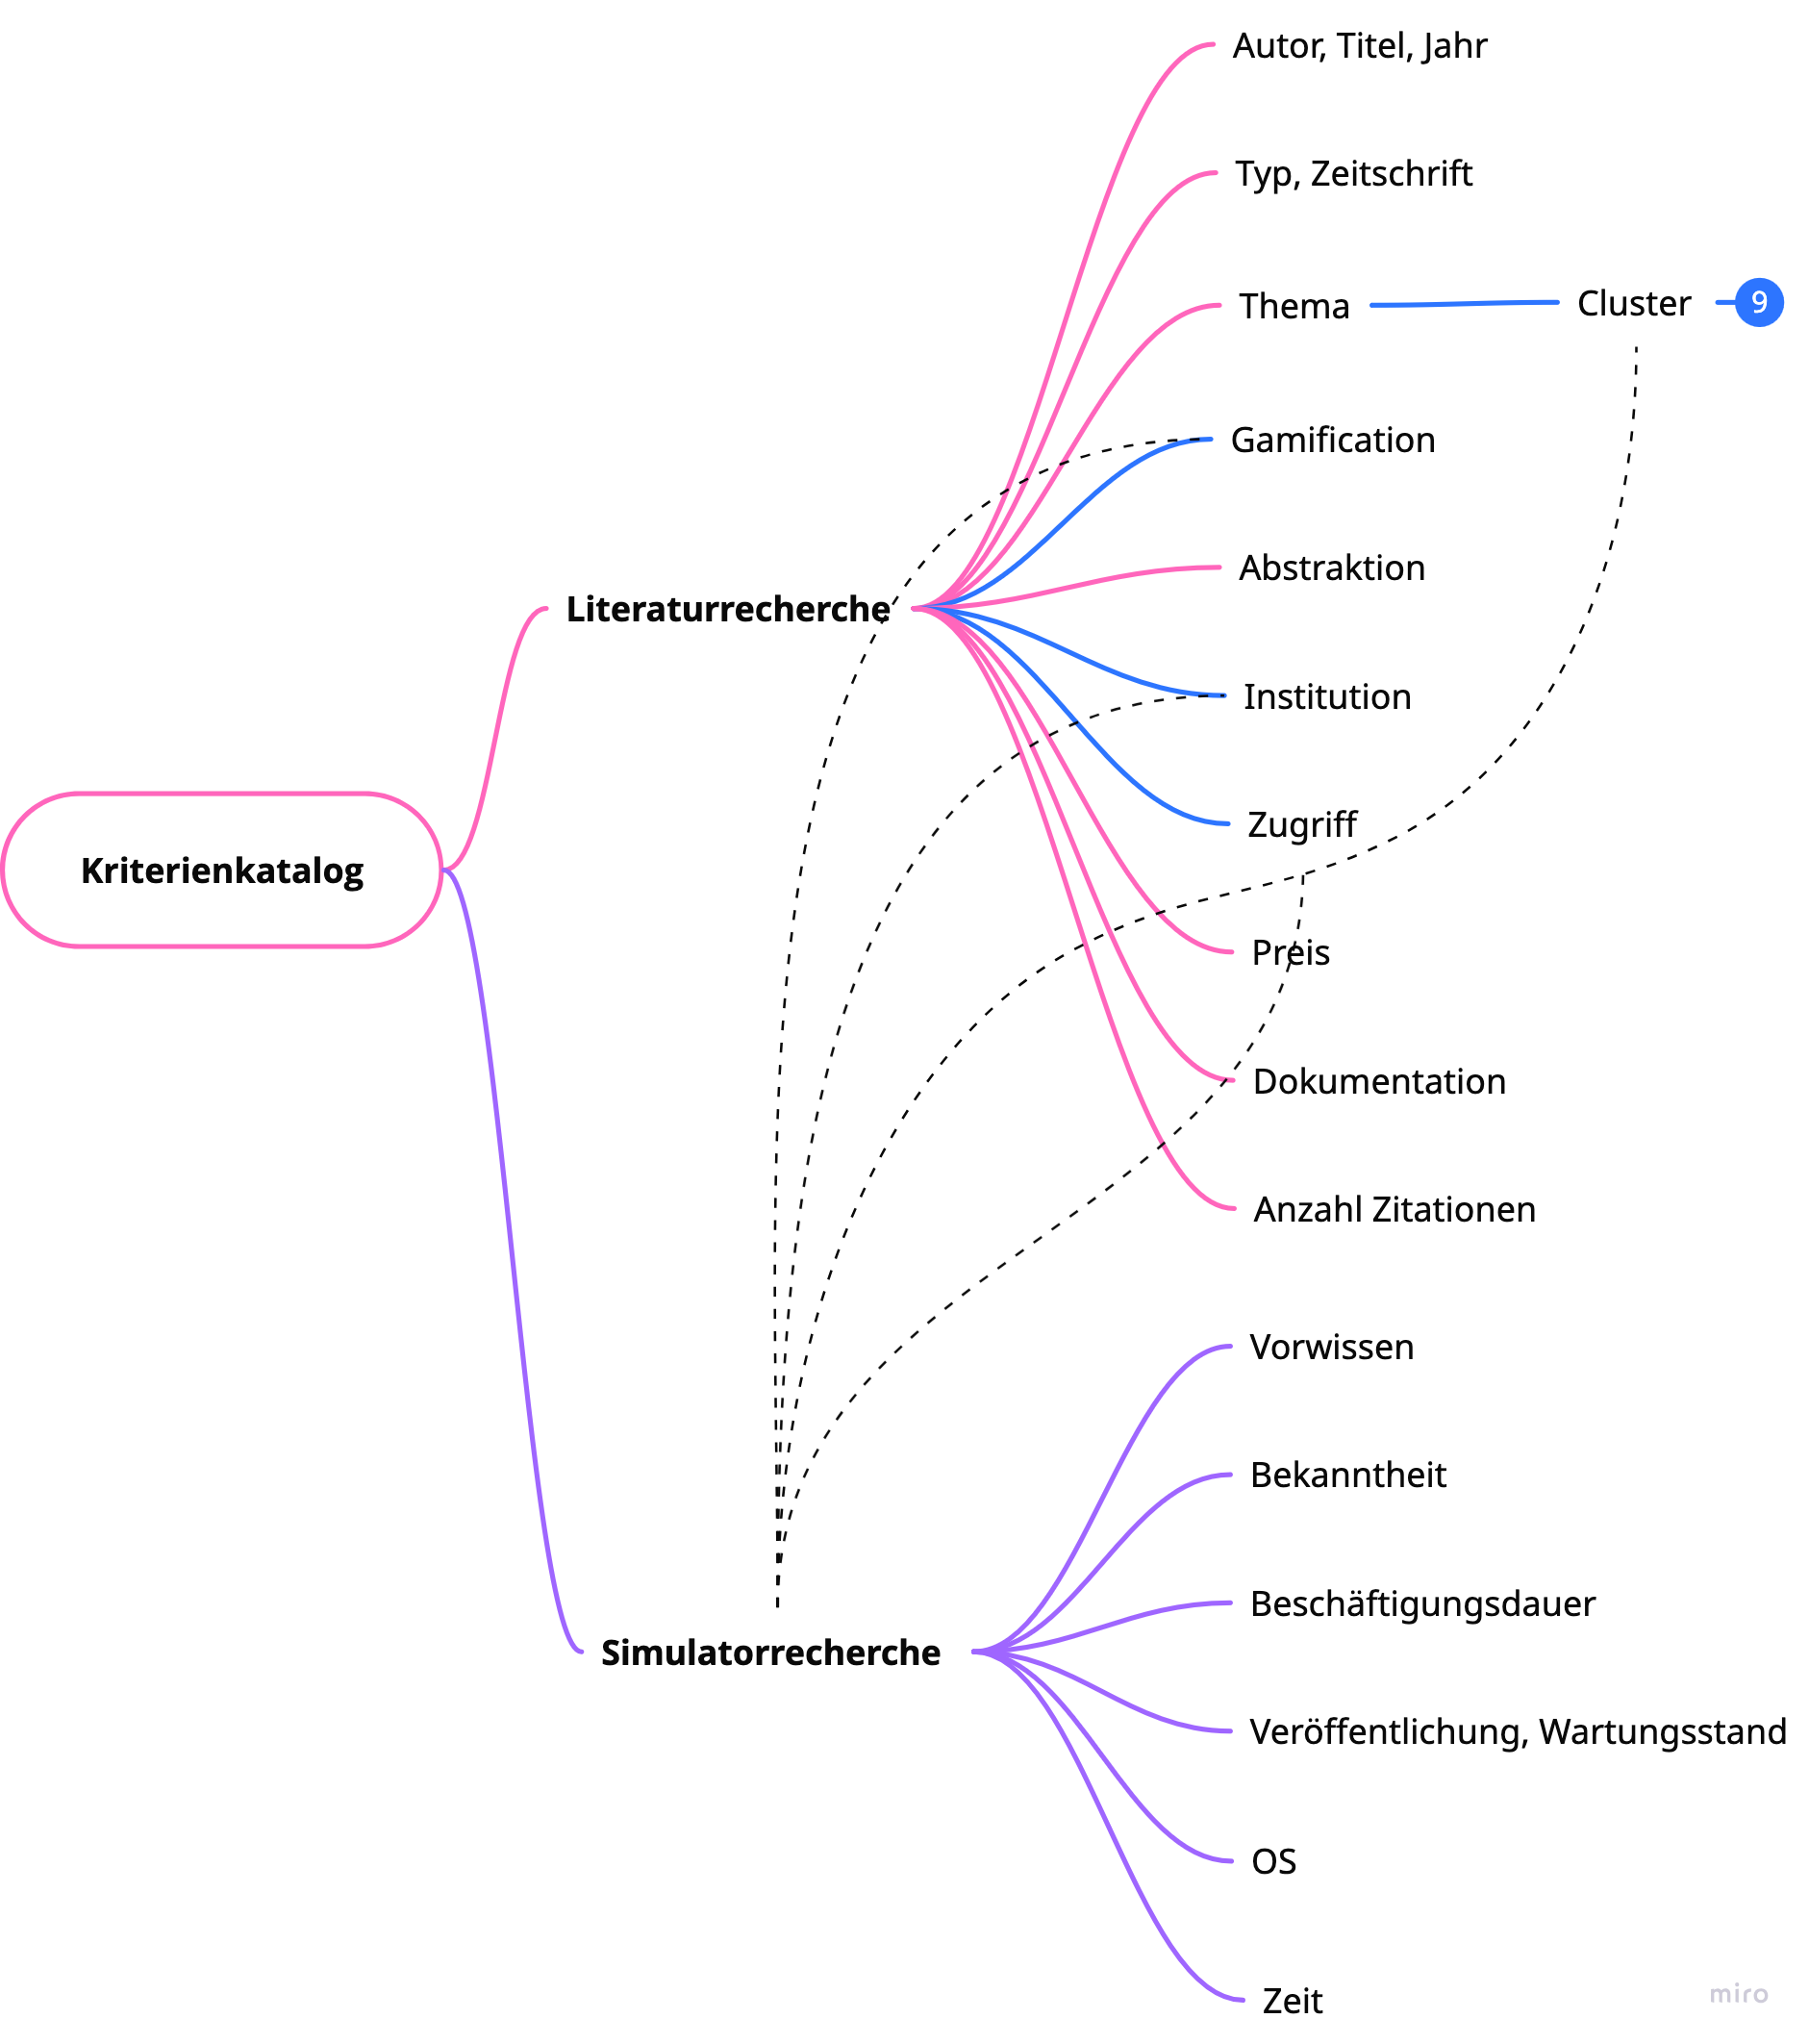 Autor, Titel, Jahr
Typ, Zeitschrift
Thema
Cluster
9
Gamification
Abstraktion
Literaturrecherche
Institution
Zugriff
Kriterienkatalog
Preis
Dokumentation
Anzahl Zitationen
Vorwissen
Bekanntheit
Beschäftigungsdauer
Simulatorrecherche
Veröffentlichung, Wartungsstand
OS
Zeit
miro